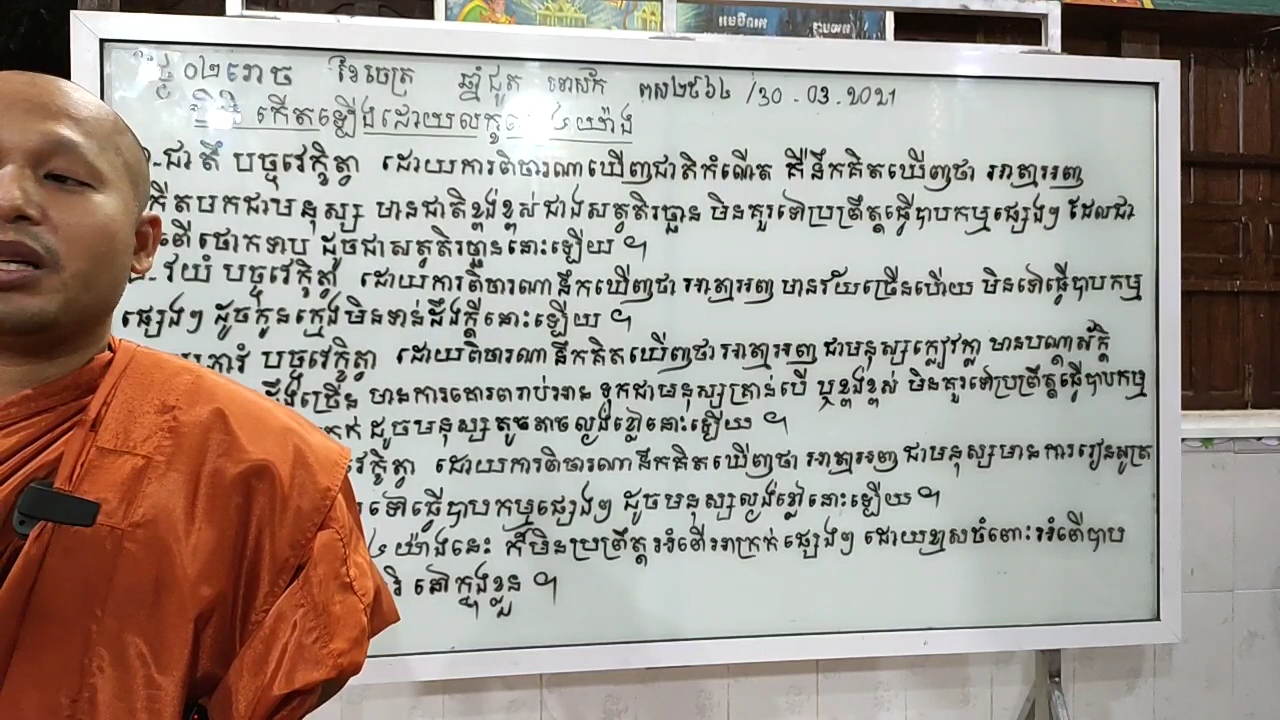 ០២រោច ខែចេត្រ ឆ្នាំជូត ទោស័ក ពស២៥៦៤ /30 . 03 . 2021
ហិរិ កើតឡើងដោយលក្ខណៈ ៤ យ៉ាង
ជាតឹ បច្ចវេក្ខិត្វា ដោយការពិចារណាឃើញជាតិកំណើត គឺនឹកគិតឃើញថា អាត្មាអញ
កើតមកជាមនុស្ស មានជាតិខ្ពង់ខ្ពស់ជាងសត្វតិរច្ឆាន មិនគួរទៅប្រព្រឹត្តធ្វើបាបកម្មផ្សេងៗ ដែលជា
ថោកទាប ដូចជាសត្វតិរច្ឆាននោះឡើយ ។
វយំ បច្ចវេក្ខិត្វា ដោយការពិចារណានឹកឃើញថា អាត្មាអញ មានវ័យច្រើនហើយ មិនទៅធ្វើបាបកម្ម
ផ្សេងៗ ដូចកូនក្មេងមិនទាន់ដឹងក្តីនោះឡើយ ។
ភាវំ បច្ចវេក្ខិត្វា ដោយពិចារណានឹកគិតឃើញថា អាត្មាអញ ជាមនុស្សក្លៀវក្លា មានបណ្តាស័ក្តិ
ដឹងច្រើន មានការគោរពរាប់អាន ទុកជាមនុស្សគ្រាន់បើ ឬខ្ពង់ខ្ពស់ មិនគួរទៅប្រព្រឹត្តធ្វើបាបកម្ម
ដូចមនុស្សតូចតាចល្ងង់ខ្លៅនោះឡើយ ។
វេក្ខិត្វា ដោយការពិចារណានឹកគិតឃើញថា អាត្មាអញ ជាមនុស្សមានការរៀនសូត្រ
ទៅធ្វើបាបកម្មផ្សេងៗ ដូចមនុស្សល្ងង់ខ្លៅនោះឡើយ ។
៤ យ៉ាងនេះ ក៏មិនប្រព្រឹត្តអំពើអាក្រក់ផ្សេងៗ ដោយខ្មាសចំពោះអំពើបាប
នៅក្នុងខ្លួន ។